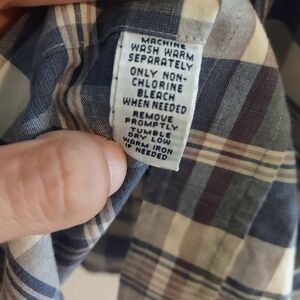 MACHINE
WASH WARM
SEPARATELY
ONLY NON-
CHLORINE
BLEACH
WHEN NEEDED
REMOVE
PROMPTLY
TUMBLE
DRY LOW
WARM IRON
IF NEEDED